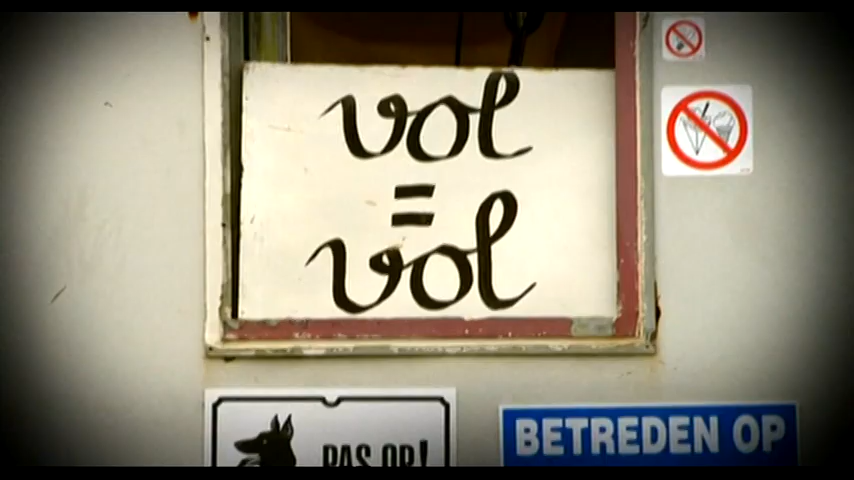 vol
=
vol
PAS OP!
BETREDEN OP